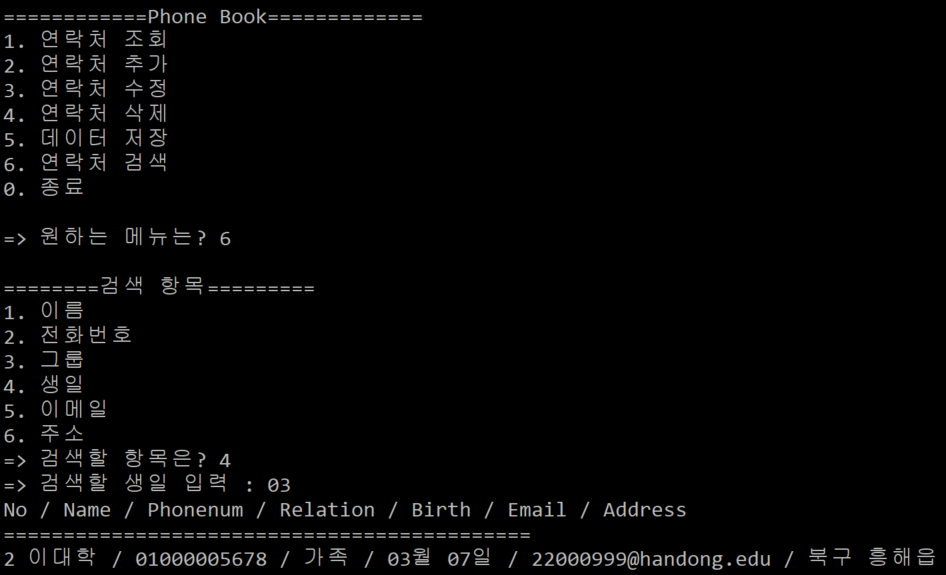 ============Phone Book=============
1. 연락처 조회
2. 연락처 추가
3. 연락처 수정
4. 연락처 삭제
5. 데이터 저장
6. 연락처 검색
0. 종료
=> 원하는 메뉴는? 6
========검색 항목=========
1. 이름
2. 전화번호
3. 그룹
4. 생일
5. 이메일
6. 주소
=> 검색할 항목은? 4
=> 검색할 생일 입력 : 03
No / Name / Phonenum / Relation / Birth / Email / Address
============================================
2 이대학 / 01000005678 / 가족 / 03월 07일 / 22000999@handong.edu / 북구 흥해읍